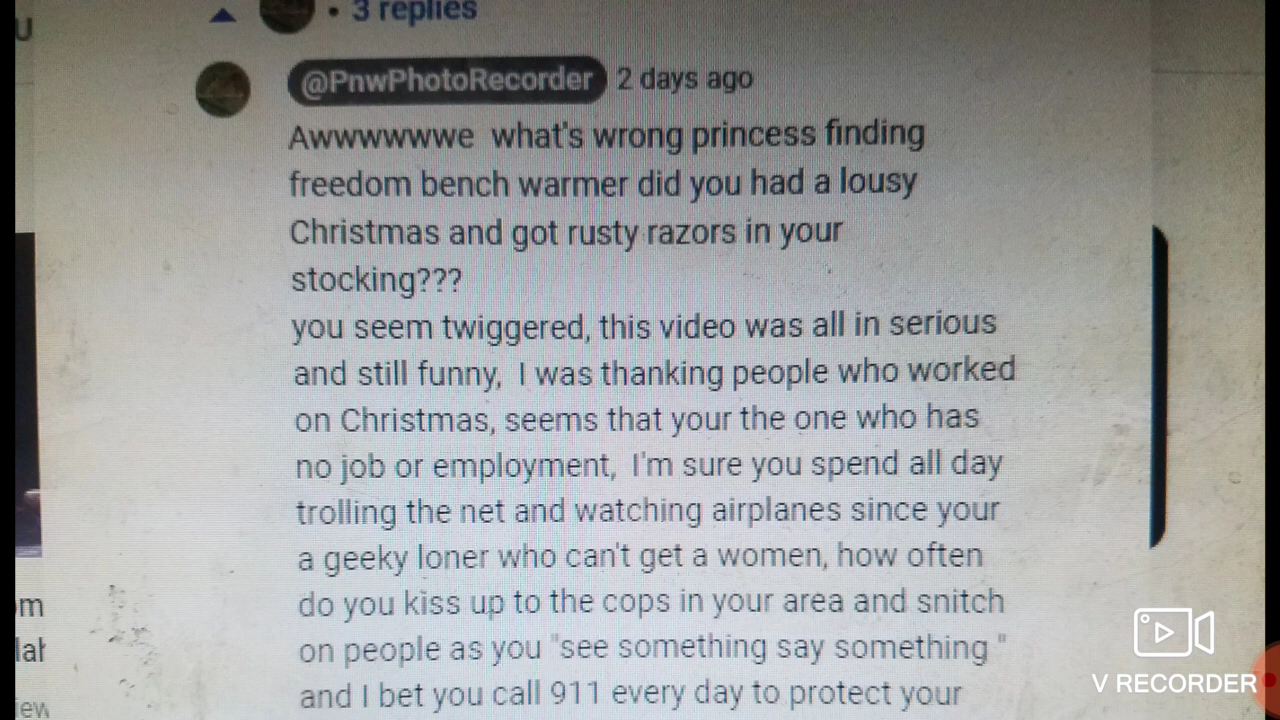 U
• 3 replies
@PnwPhotoRecorder 2 days ago
Awwwwwwe what's wrong princess finding
freedom bench warmer did you had a lousy
Christmas and got rusty razors in your
stocking???
you seem twiggered, this video was all in serious
and still funny, I was thanking people who worked
on Christmas, seems that your the one who has
no job or employment, I'm sure you spend all day
trolling the net and watching airplanes since your
a geeky loner who can't get a women, how often
do you kiss up to the cops in your area and snitch
on people as you "see something say something "
and I bet you call 911 every day to protect your
om
iew
V RECORDER